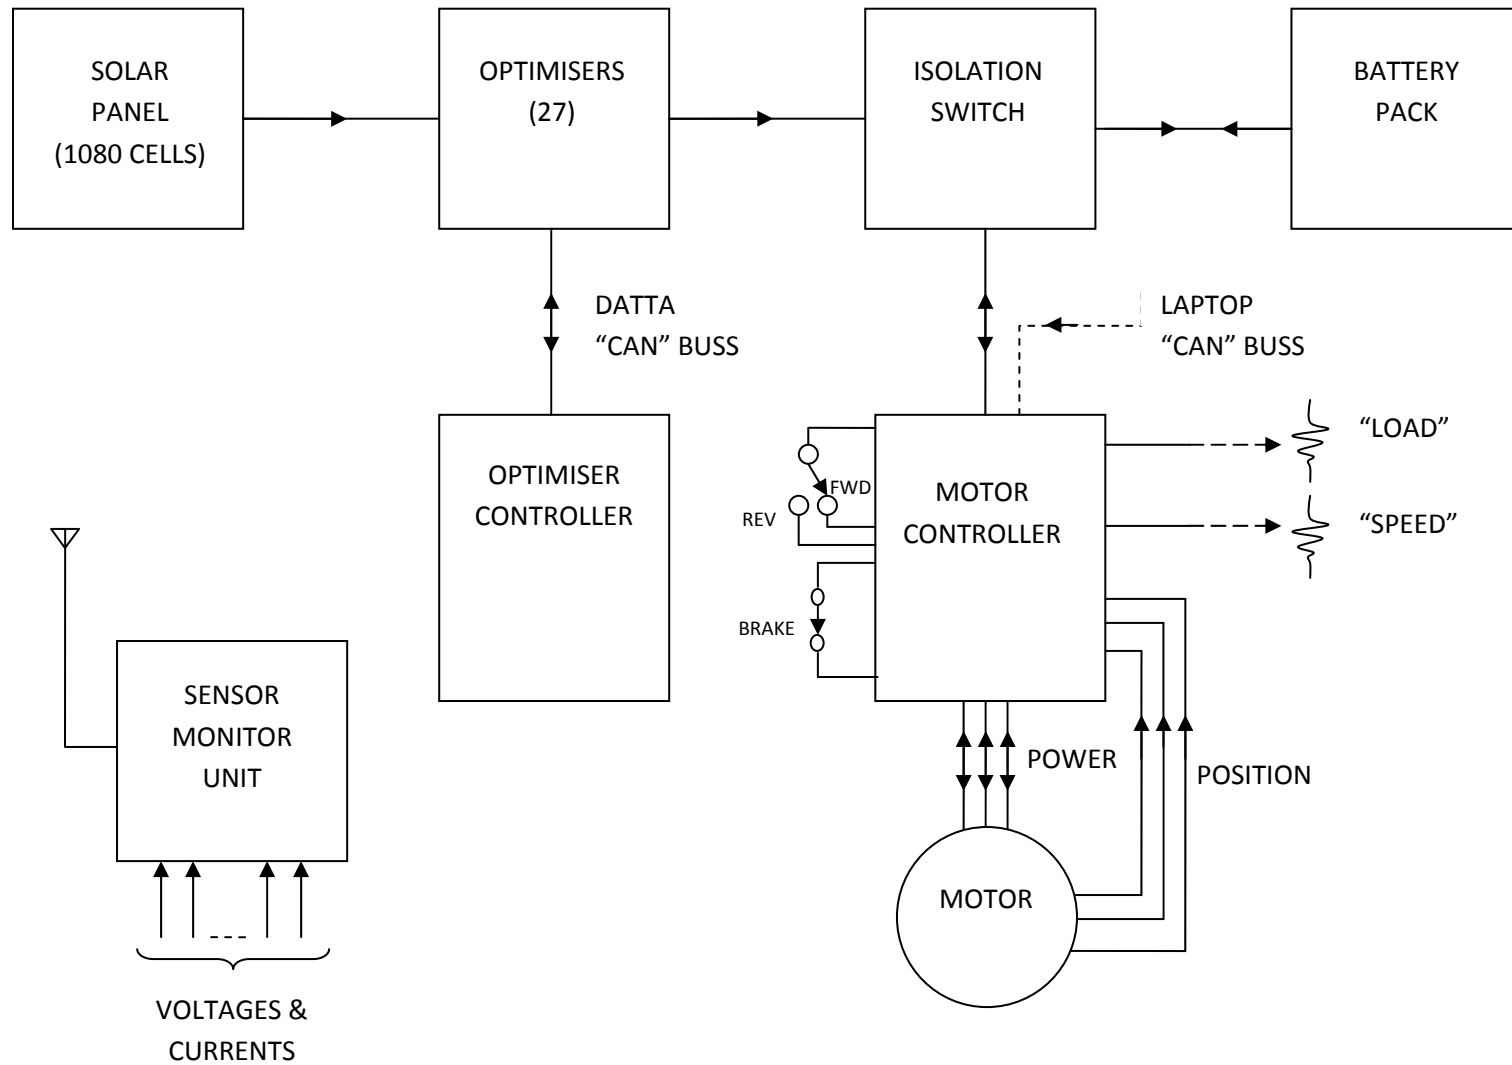 SOLAR
PANEL
(1080 CELLS)
OPTIMISERS
(27)
ISOLATION
SWITCH
BATTERY
PACK
DATTA
“CAN” BUSS
LAPTOP
“CAN” BUSS
OPTIMISER
CONTROLLER
FWD
REV
BRAKE
MOTOR
CONTROLLER
“LOAD”
“SPEED”
SENSOR
MONITOR
UNIT
POWER
POSITION
MOTOR
VOLTAGES &
CURRENTS